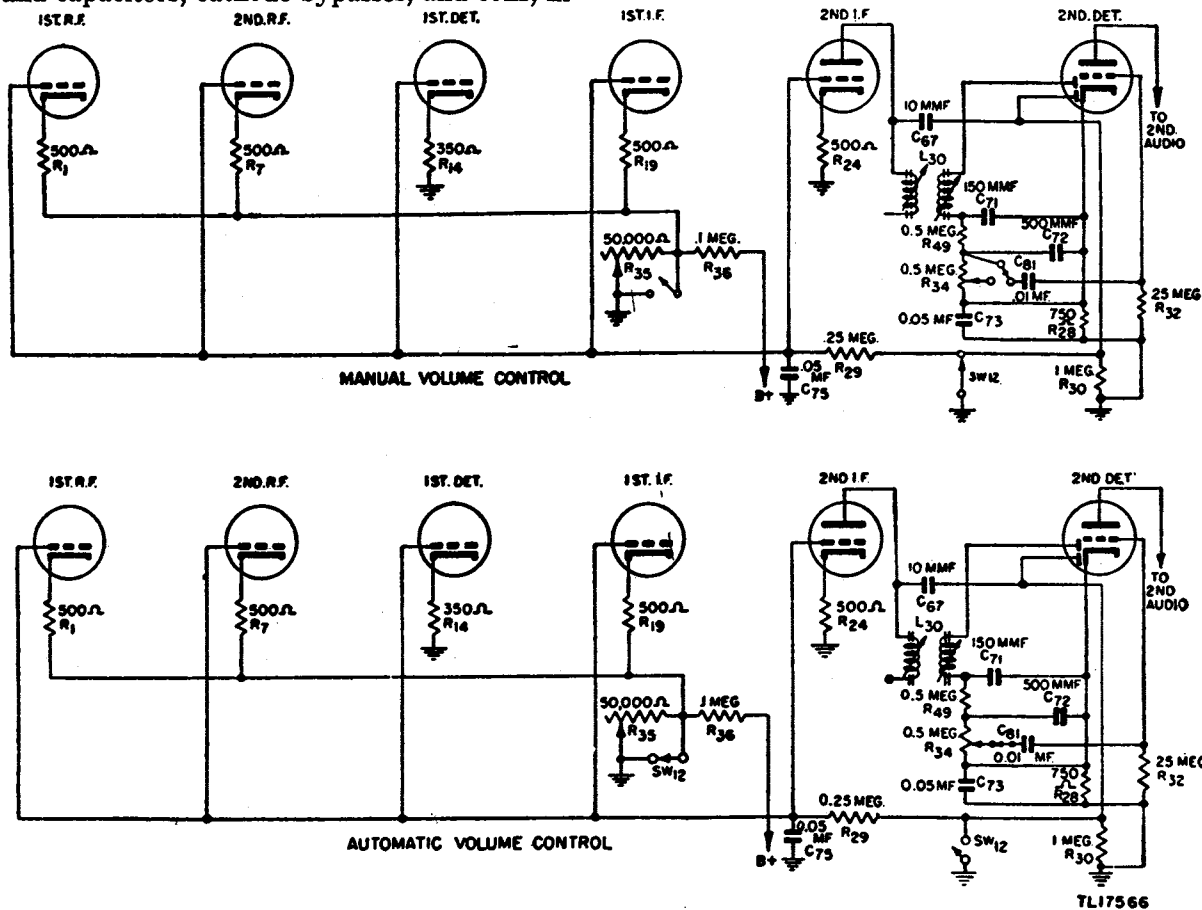 and capacitors, cathode bypasses, and coil, in
1ST. R.F.
2ND. R.F.
1ST. DET.
1ST. I.F.
2ND I.F.
2ND. DET.
500Ω
R1
500Ω
R7
350Ω
R14
500Ω
R19
500Ω
R24
10 MMF
C67
L30
TO
2ND.
AUDIO
150 MMF
C71
0.5 MEG.
R49
500 MMF
C72
0.5 MEG.
R34
C81
.01 MF.
50,000Ω
R35
.1 MEG.
R36
0.05 MF
C73
750
Ω
R28
25 MEG
R32
.25 MEG.
R29
SW12
1 MEG.
R30
.05
MF
C75
B+
MANUAL VOLUME CONTROL
1ST. R.F.
2ND. R.F.
1ST. DET.
1ST. I.F.
2ND I.F.
2ND DET
500Ω
R1
500Ω
R7
350Ω
R14
500Ω
R19
500Ω
R24
10 MMF
C67
L30
TO
2ND
AUDIO
150 MMF
C71
0.5 MEG
R49
500 MMF
C72
0.5 MEG.
R34
C81
0.01 MF.
50,000Ω
R35
.1 MEG
R36
SW12
0.05 MF
C73
750
Ω
R28
25 MEG
R32
0.25 MEG.
R29
SW12
1 MEG.
R30
0.05
MF
C75
B+
AUTOMATIC VOLUME CONTROL
TL17566